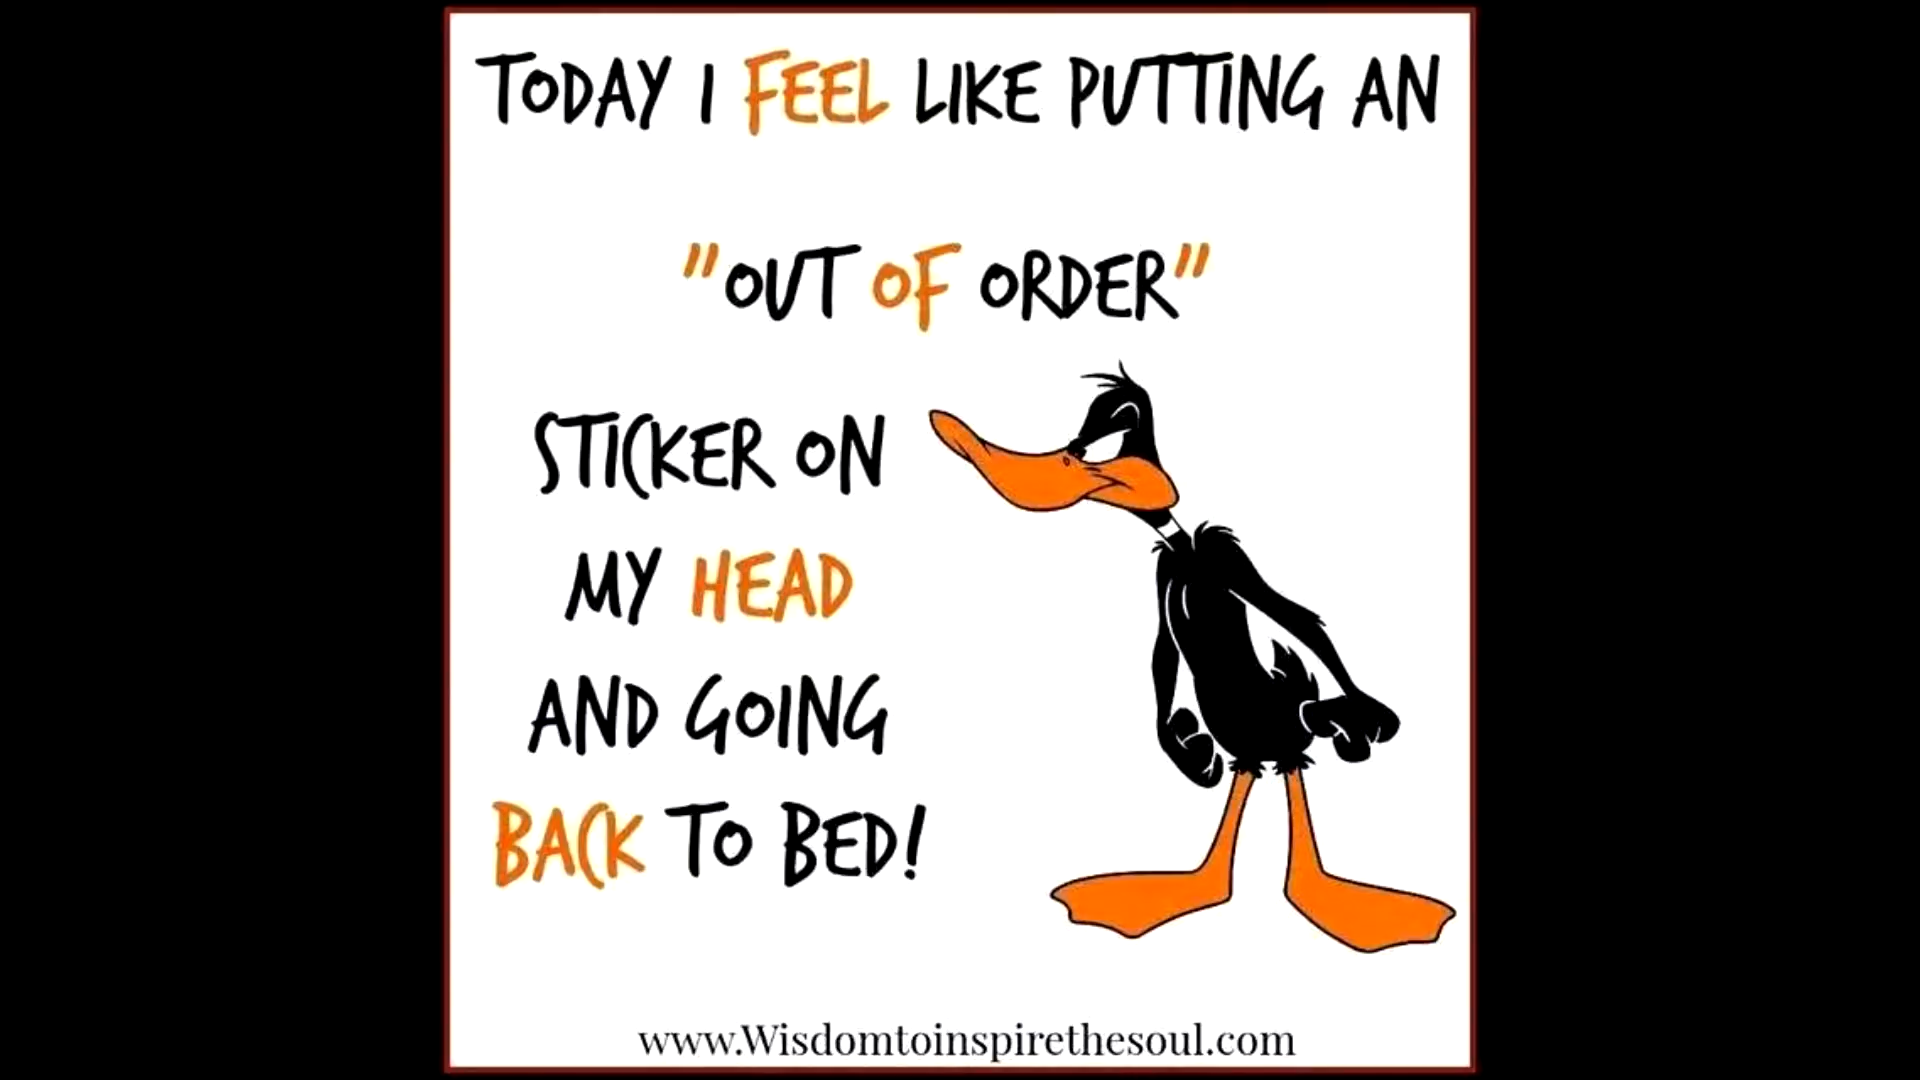 TODAY I FEEL LIKE PUTTING AN
"OUT OF ORDER"
STICKER ON
MY HEAD
AND GOING
BACK TO BED!
www.Wisdomtoinspirethesoul.com